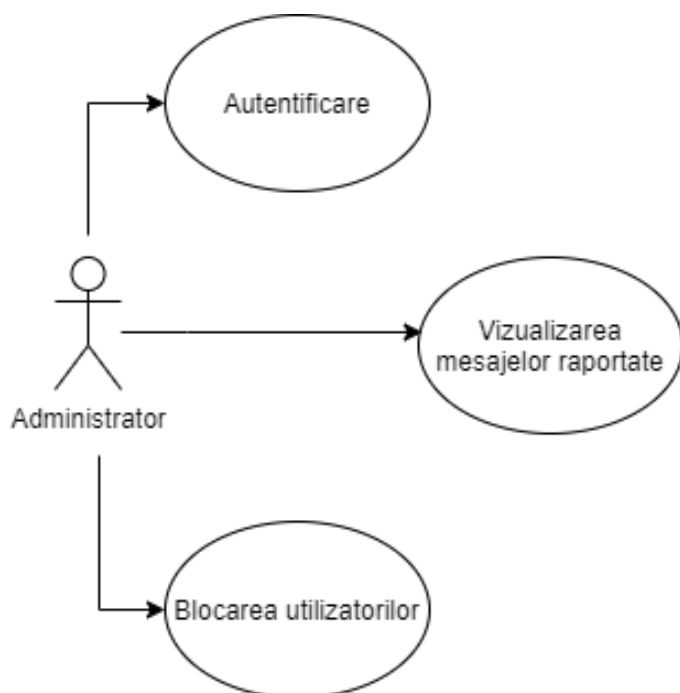 Autentificare
Vizualizarea
mesajelor raportate
Administrator
Blocarea utilizatorilor